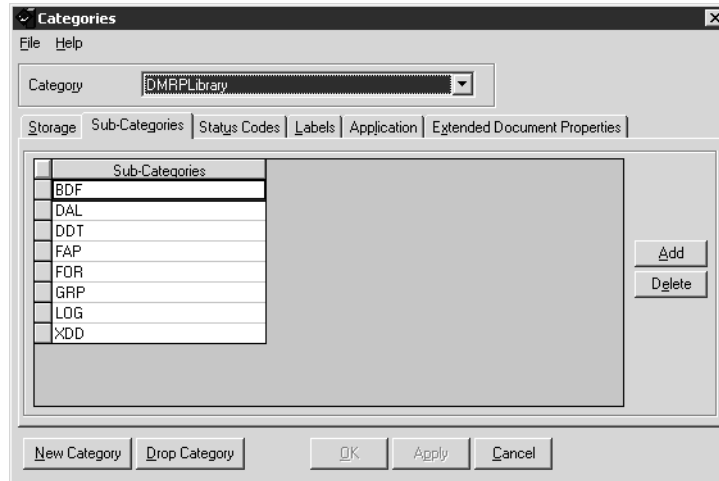 Categories
File Help
Category DMRPLibrary
Storage Sub-Categories Status Codes Labels Application Extended Document Properties
Sub-Categories
BDF
DAL
DDT
FAP
FOR
GRP
LOG
XDD
Add
Delete
New Category Drop Category OK Apply Cancel